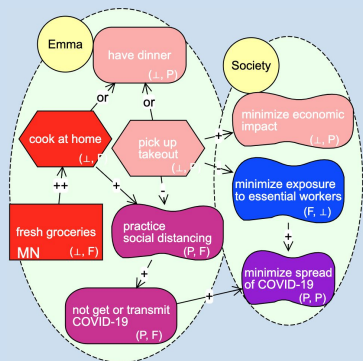 Emma
have dinner
(⊥, P)
Society
or
or
cook at home
(⊥,
pick up
takeout
(⊥,
+
minimize economic
impact
(⊥, P)
++
+
-
minimize exposure
to essential workers
(F, ⊥)
fresh groceries
MN
(⊥, F)
practice
social distancing
(P, F)
+
+
minimize spread
of COVID-19
(P, P)
not get or transmit
COVID-19
(P, F)
+